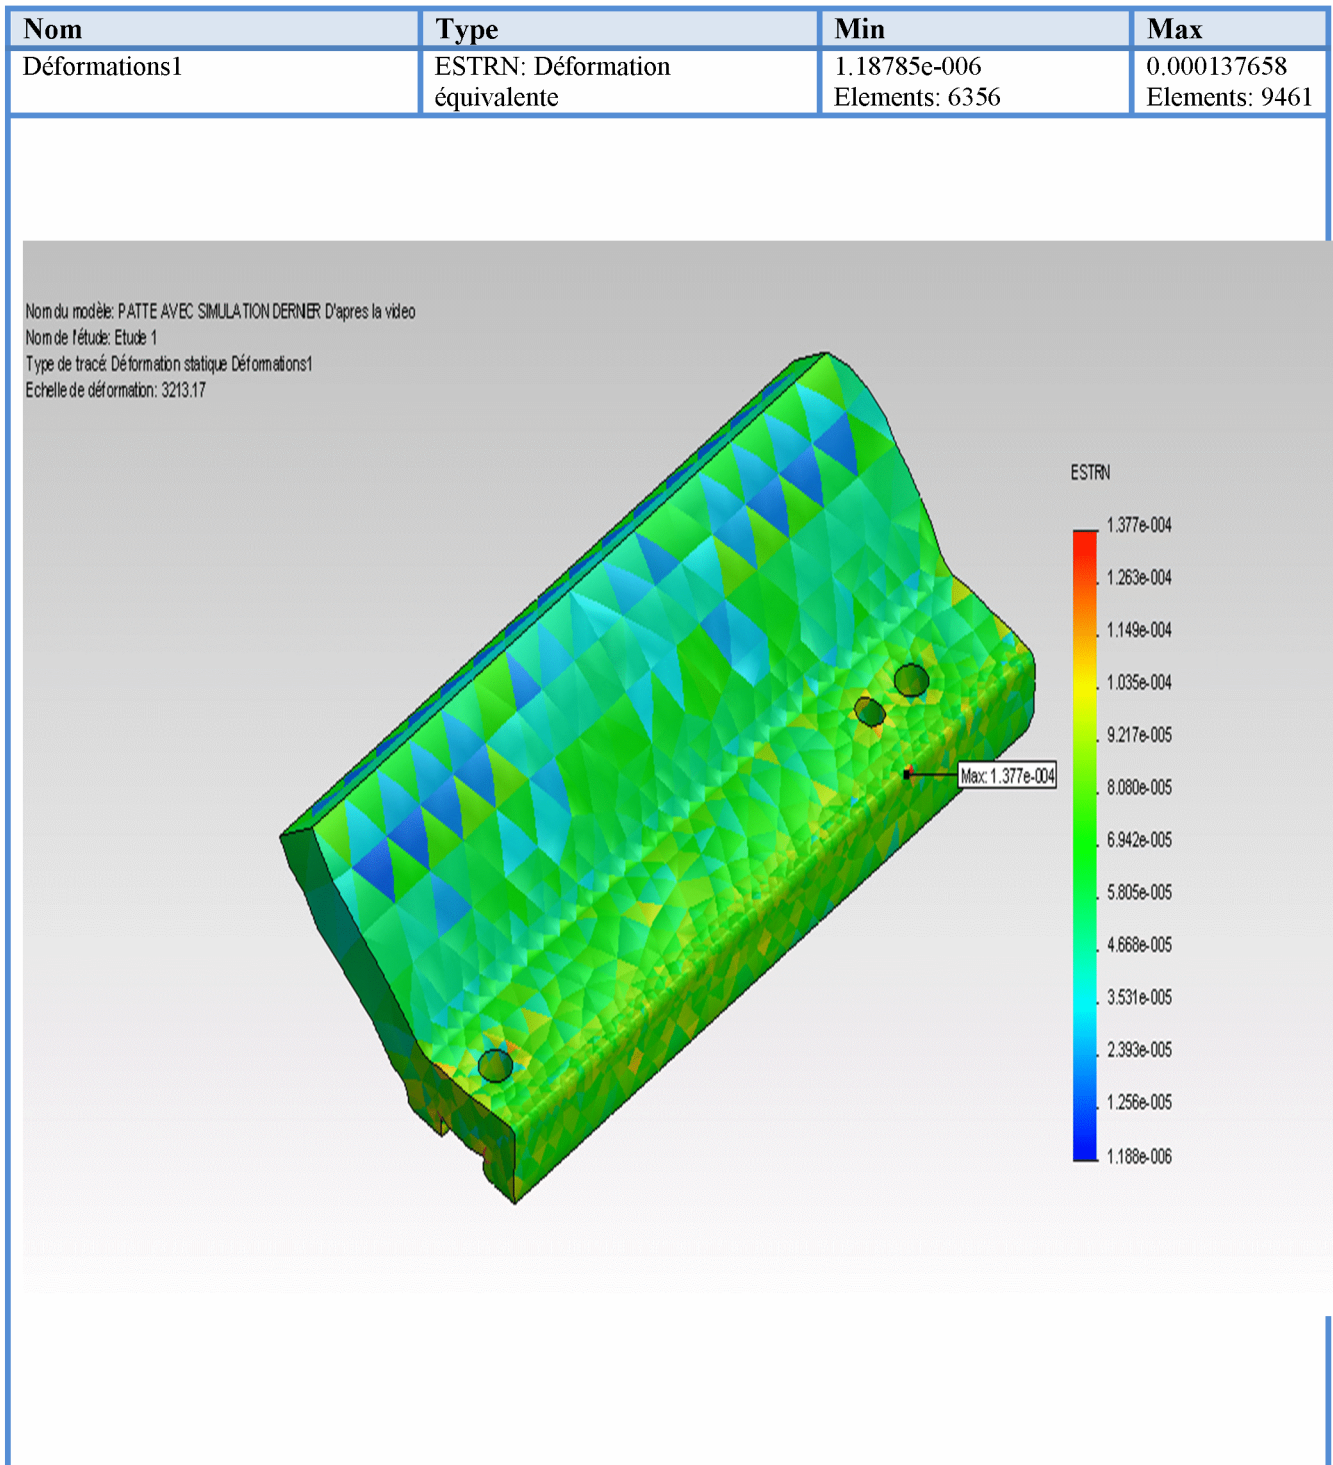 Nom Type Min Max
Déformations1 ESTRN: Déformation équivalente 1.18785e-006 Elements: 6356 0.000137658 Elements: 9461
Nom du modèle: PATTE AVEC SIMULATION DERNIER D'apres la video
Nom de l'étude: Etude 1
Type de tracé: Déformation statique Déformations1
Echelle de déformation: 3213.17
ESTRN
1.377e-004
1.263e-004
1.149e-004
1.035e-004
9.217e-005
8.080e-005
6.942e-005
5.805e-005
4.668e-005
3.531e-005
2.393e-005
1.256e-005
1.188e-006
Max: 1.377e-004